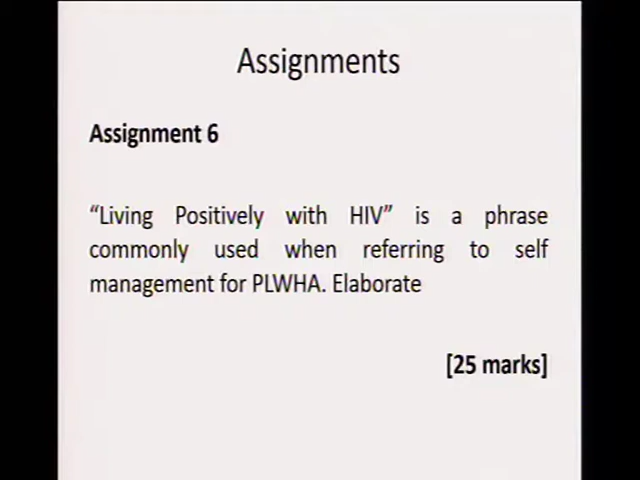 Assignments
Assignment 6
“Living Positively with HIV” is a phrase
commonly used when referring to self
management for PLWHA. Elaborate
[25 marks]